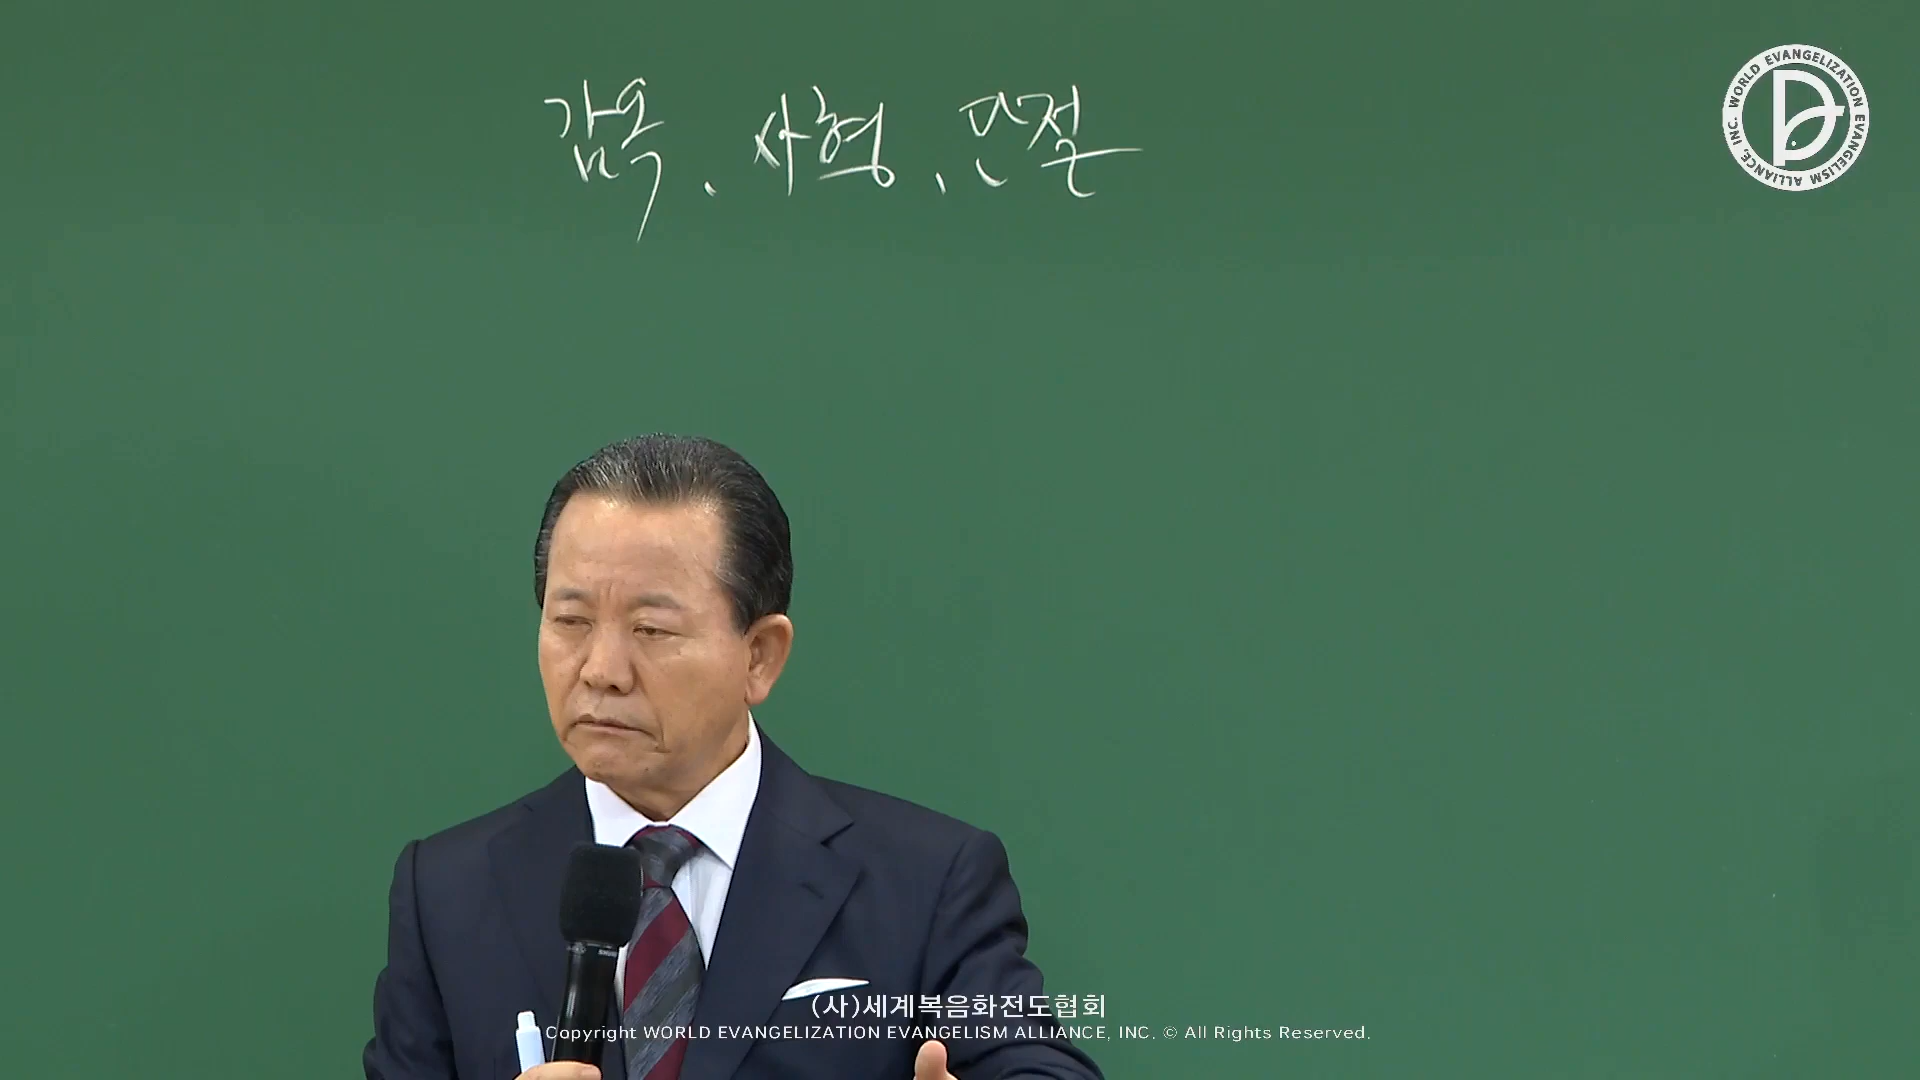 감옥, 사형, 단절
WORLD EVANGELIZATION EVANGELISM ALLIANCE, INC.
(사)세계복음화전도협회
Copyright WORLD EVANGELIZATION EVANGELISM ALLIANCE, INC. © All Rights Reserved.